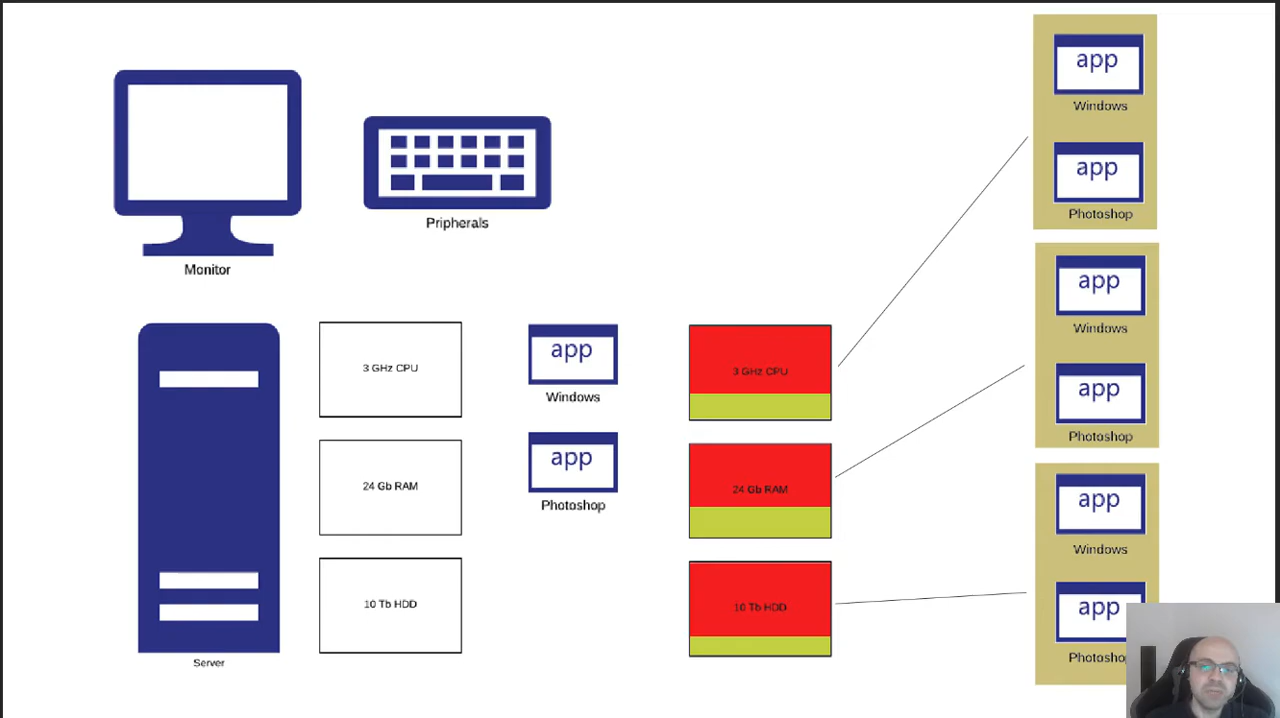 Monitor
Pripherals
Server
3 GHz CPU
24 Gb RAM
10 Tb HDD
app
Windows
app
Photoshop
3 GHz CPU
24 Gb RAM
10 Tb HDD
app
Windows
app
Photoshop
app
Windows
app
Photoshop
app
Windows
app